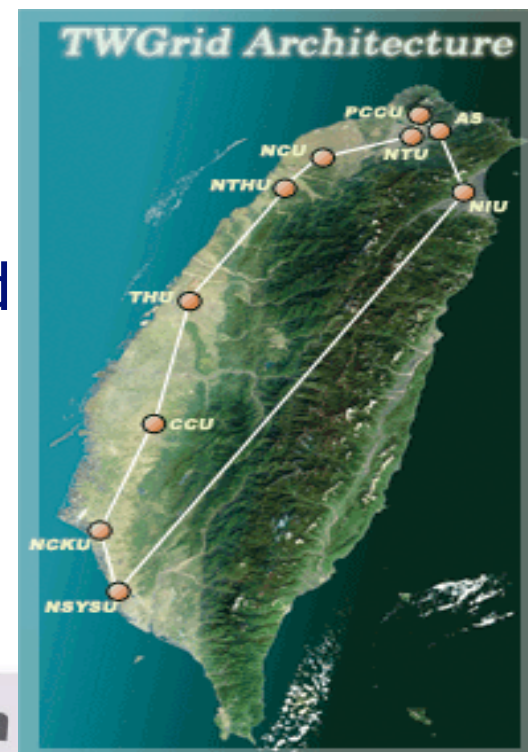 TWGrid Architecture
PCCU
AS
NCU
NTU
NTHU
NIU
THU
CCU
NCKU
NSYSU